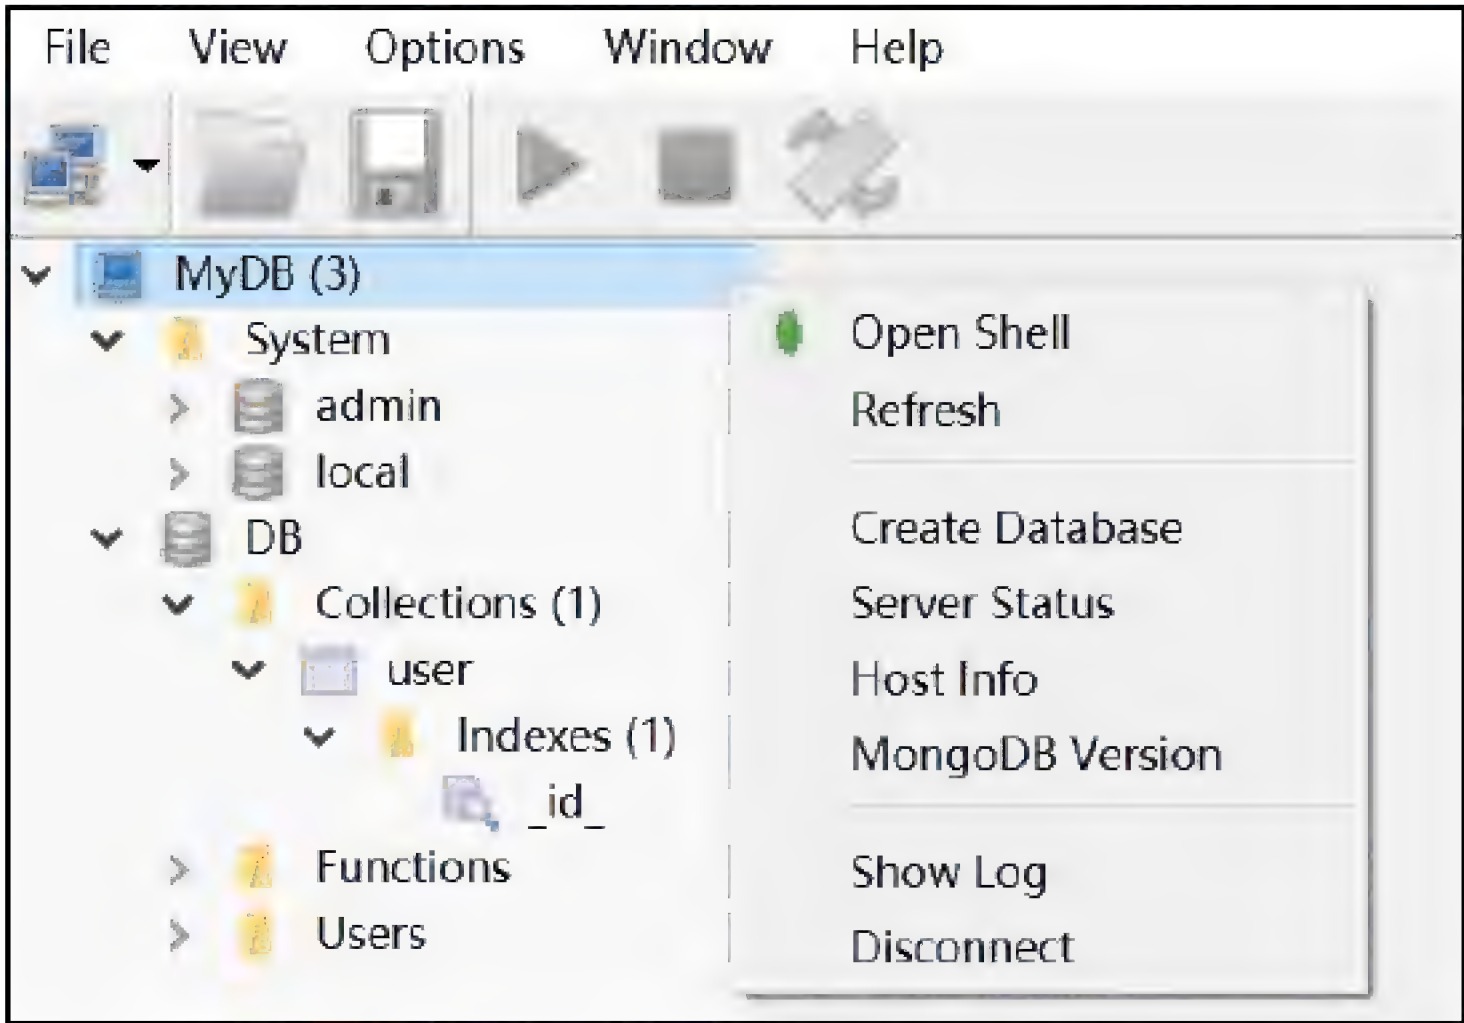 File View Options Window Help
MyDB (3)
System
admin
local
DB
Collections (1)
user
Indexes (1)
_id_
Functions
Users
Open Shell
Refresh
Create Database
Server Status
Host Info
MongoDB Version
Show Log
Disconnect